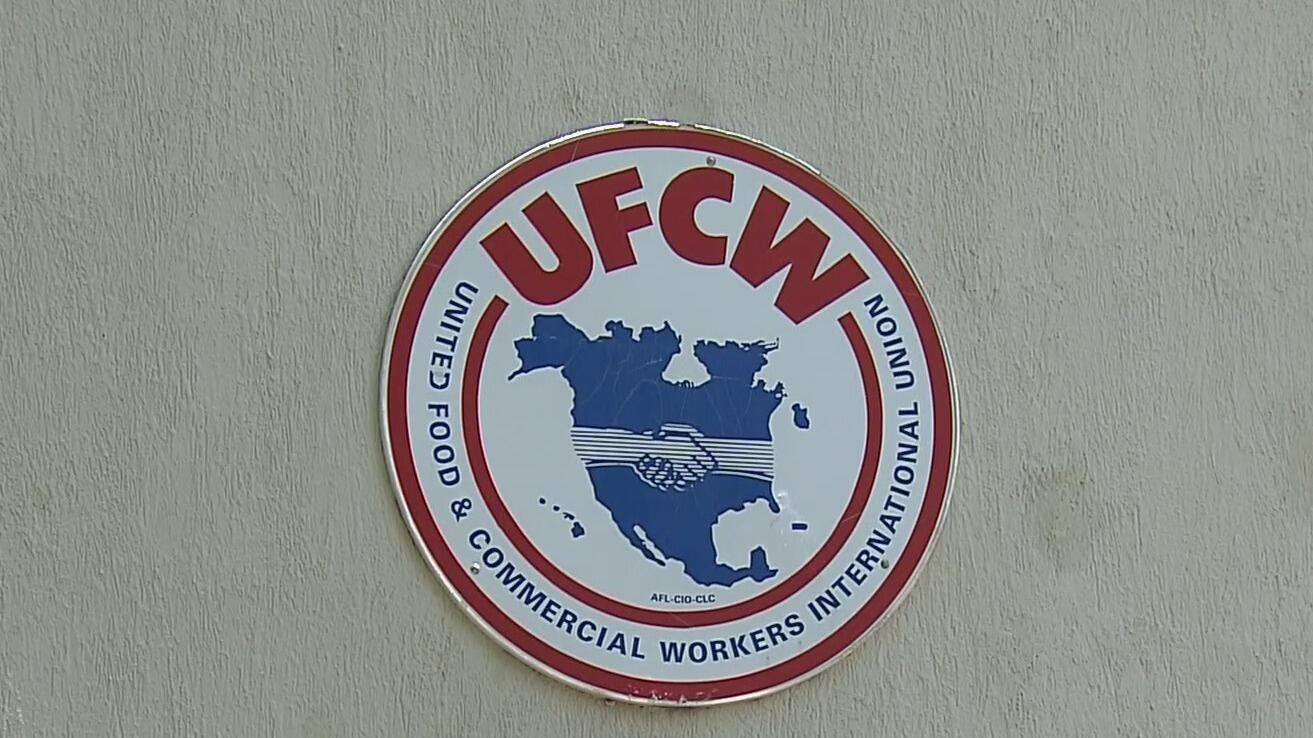 UFCW
UNITED FOOD & COMMERCIAL WORKERS INTERNATIONAL UNION
AFL-CIO-CLC